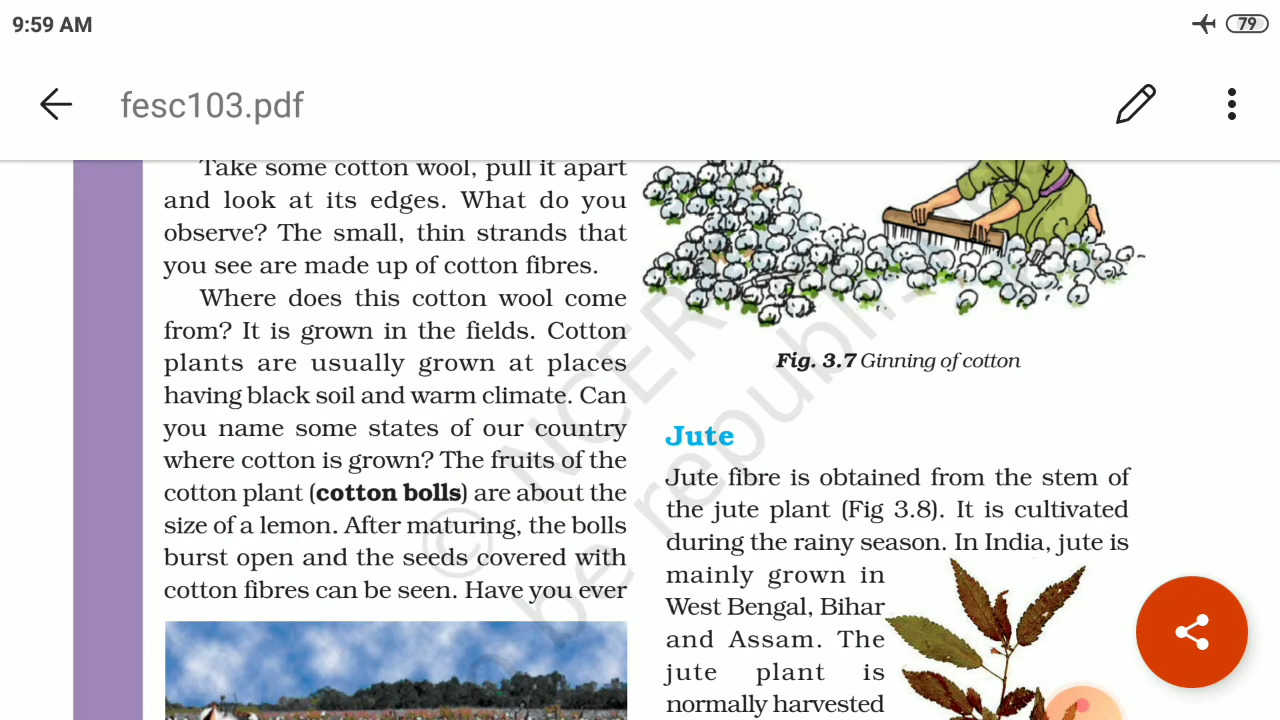 9:59 AM
79
fesc103.pdf
Take some cotton wool, pull it apart
and look at its edges. What do you
observe? The small, thin strands that
you see are made up of cotton fibres.
Where does this cotton wool come
from? It is grown in the fields. Cotton
plants are usually grown at places
having black soil and warm climate. Can
you name some states of our country
where cotton is grown? The fruits of the
cotton plant (cotton bolls) are about the
size of a lemon. After maturing, the bolls
burst open and the seeds covered with
cotton fibres can be seen. Have you ever
Fig. 3.7 Ginning of cotton
Jute
Jute fibre is obtained from the stem of
the jute plant (Fig 3.8). It is cultivated
during the rainy season. In India, jute is
mainly grown in
West Bengal, Bihar
and Assam. The
jute plant is
normally harvested
© NCER
be republi